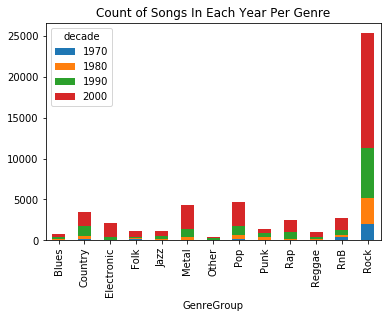 Count of Songs In Each Year Per Genre
decade
1970
1980
1990
2000
25000
20000
15000
10000
5000
0
Blues
Country
Electronic
Folk
Jazz
Metal
Other
Pop
Punk
Rap
Reggae
RnB
Rock
GenreGroup